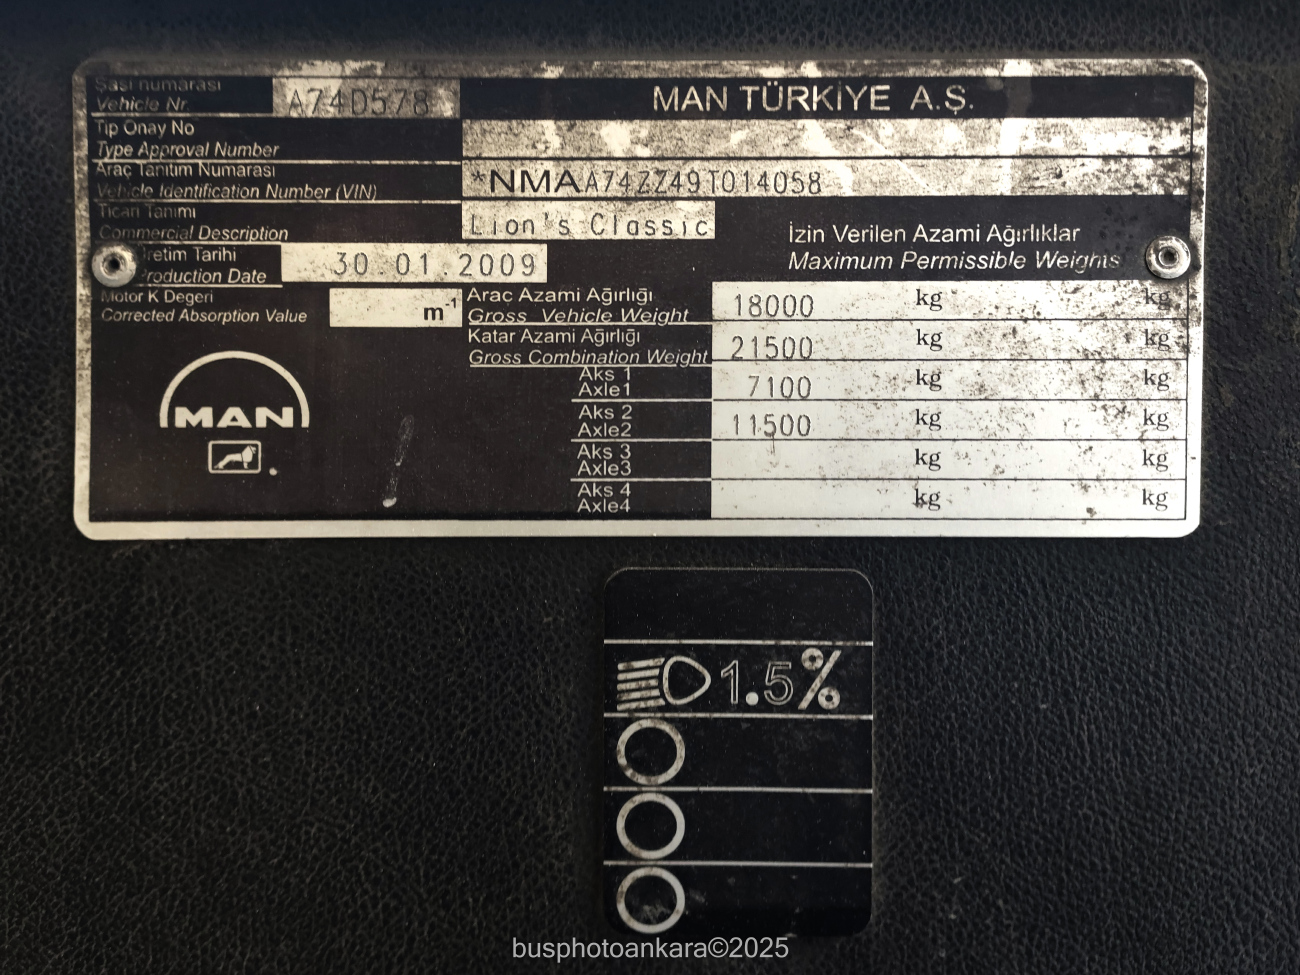 Şasi numarası
Vehicle Nr.
A74D578
MAN TÜRKİYE A.Ş.
Tip Onay No
Type Approval Number
Araç Tanıtım Numarası
Vehicle Identification Number (VIN)
*NMAA74ZZ49T014058
Ticari Tanımı
Commercial Description
Lion's Classic
İzin Verilen Azami Ağırlıklar
Maximum Permissible Weights
retim Tarihi
roduction Date
30.01.2009
Motor K Degeri
Corrected Absorption Value
m-1
Araç Azami Ağırlığı
Gross Vehicle Weight
18000 kg kg
Katar Azami Ağırlığı
Gross Combination Weight
21500 kg kg
Aks 1
Axle1
7100 kg kg
Aks 2
Axle2
11500 kg kg
Aks 3
Axle3
kg kg
Aks 4
Axle4
kg kg
MAN
1.5%
busphotoankara©2025